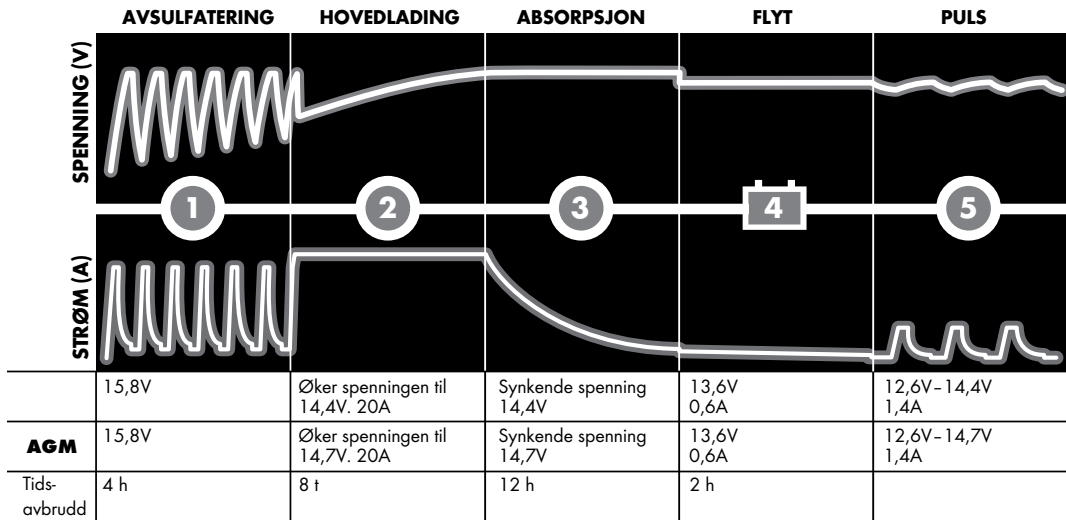 AVSULFATERING HOVEDLADING ABSORPSJON FLYT PULS
SPENNING (V)
1 2 3 4 5
STRØM (A)
15,8V Øker spenningen til Synkende spenning 13,6V 12,6V–14,4V
14,4V. 20A 14,4V 0,6A 1,4A
AGM 15,8V Øker spenningen til Synkende spenning 13,6V 12,6V–14,7V
14,7V. 20A 14,7V 0,6A 1,4A
Tids- 4 h 8 t 12 h 2 h
avbrudd